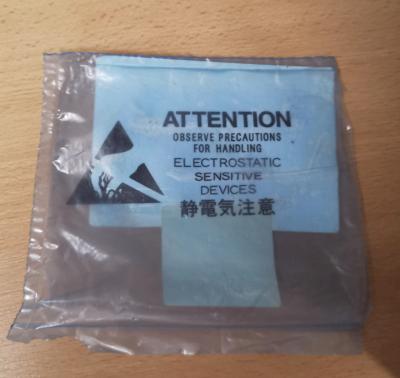 ATTENTION
OBSERVE PRECAUTIONS
FOR HANDLING
ELECTROSTATIC
SENSITIVE
DEVICES
静電気注意